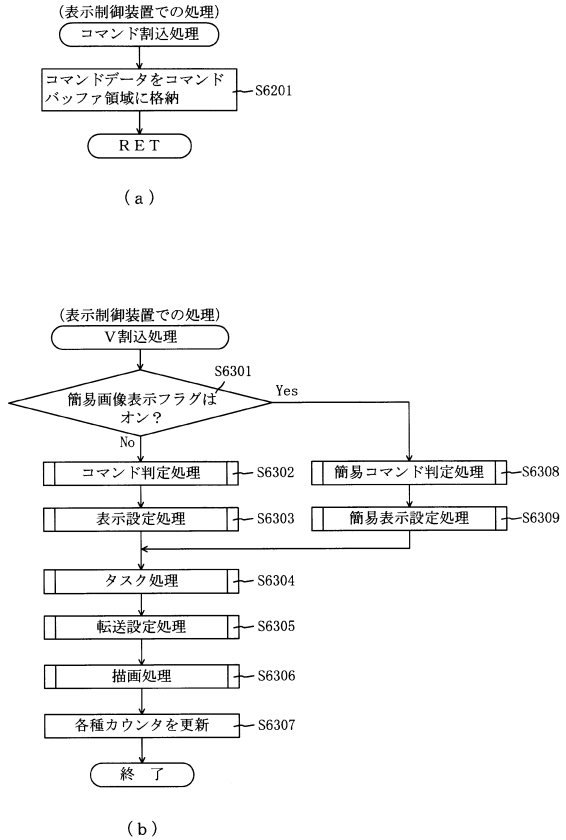 (表示制御装置での処理)
コマンド割込処理
コマンドデータをコマンド
バッファ領域に格納
S6201
RET
(a)
(表示制御装置での処理)
V割込処理
S6301
簡易画像表示フラグは
オン?
Yes
No
コマンド判定処理
S6302
簡易コマンド判定処理
S6308
表示設定処理
S6303
簡易表示設定処理
S6309
タスク処理
S6304
転送設定処理
S6305
描画処理
S6306
各種カウンタを更新
S6307
終 了
(b)